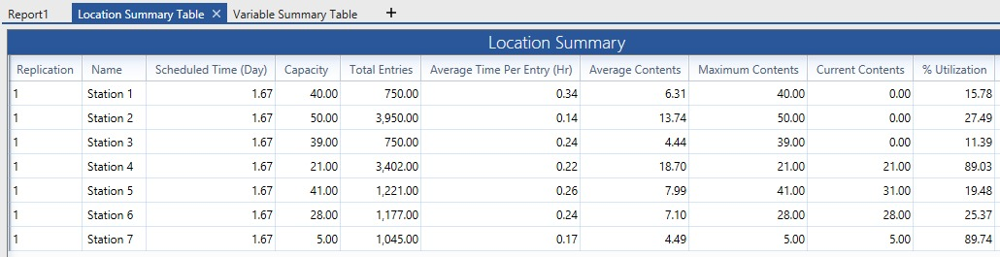 Report1 Location Summary Table × Variable Summary Table +
Location Summary
Replication Name Scheduled Time (Day) Capacity Total Entries Average Time Per Entry (Hr) Average Contents Maximum Contents Current Contents % Utilization
1 Station 1 1.67 40.00 750.00 0.34 6.31 40.00 0.00 15.78
1 Station 2 1.67 50.00 3,950.00 0.14 13.74 50.00 0.00 27.49
1 Station 3 1.67 39.00 750.00 0.24 4.44 39.00 0.00 11.39
1 Station 4 1.67 21.00 3,402.00 0.22 18.70 21.00 21.00 89.03
1 Station 5 1.67 41.00 1,221.00 0.26 7.99 41.00 31.00 19.48
1 Station 6 1.67 28.00 1,177.00 0.24 7.10 28.00 28.00 25.37
1 Station 7 1.67 5.00 1,045.00 0.17 4.49 5.00 5.00 89.74